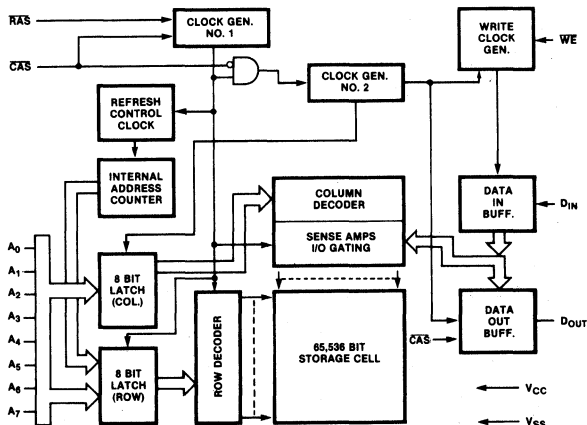 RAS
CLOCK GEN.
NO. 1
WRITE
CLOCK
GEN.
WE
CAS
CLOCK GEN.
NO. 2
REFRESH
CONTROL
CLOCK
INTERNAL
ADDRESS
COUNTER
COLUMN
DECODER
DATA
IN
BUFF.
DIN
SENSE AMPS
I/O GATING
A0
A1
A2
A3
A4
A5
A6
A7
8 BIT
LATCH
(COL.)
8 BIT
LATCH
(ROW)
ROW DECODER
65,536 BIT
STORAGE CELL
DATA
OUT
BUFF.
DOUT
CAS
VCC
VSS